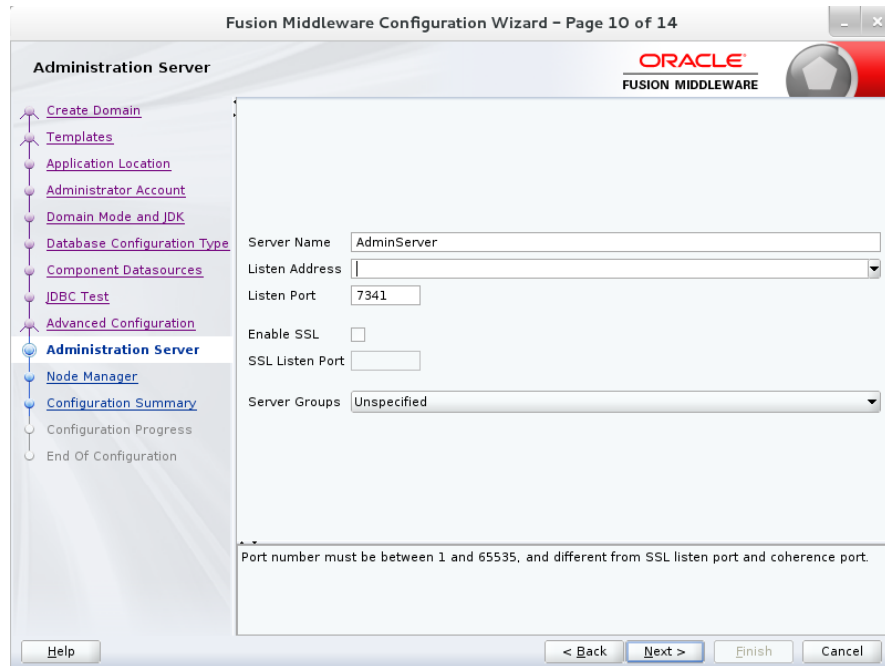 Fusion Middleware Configuration Wizard – Page 10 of 14
Administration Server
ORACLE
FUSION MIDDLEWARE
Create Domain
Templates
Application Location
Administrator Account
Domain Mode and JDK
Database Configuration Type
Component Datasources
JDBC Test
Advanced Configuration
Administration Server
Node Manager
Configuration Summary
Configuration Progress
End Of Configuration
Server Name AdminServer
Listen Address
Listen Port 7341
Enable SSL
SSL Listen Port
Server Groups Unspecified
Port number must be between 1 and 65535, and different from SSL listen port and coherence port.
Help < Back Next > Finish Cancel